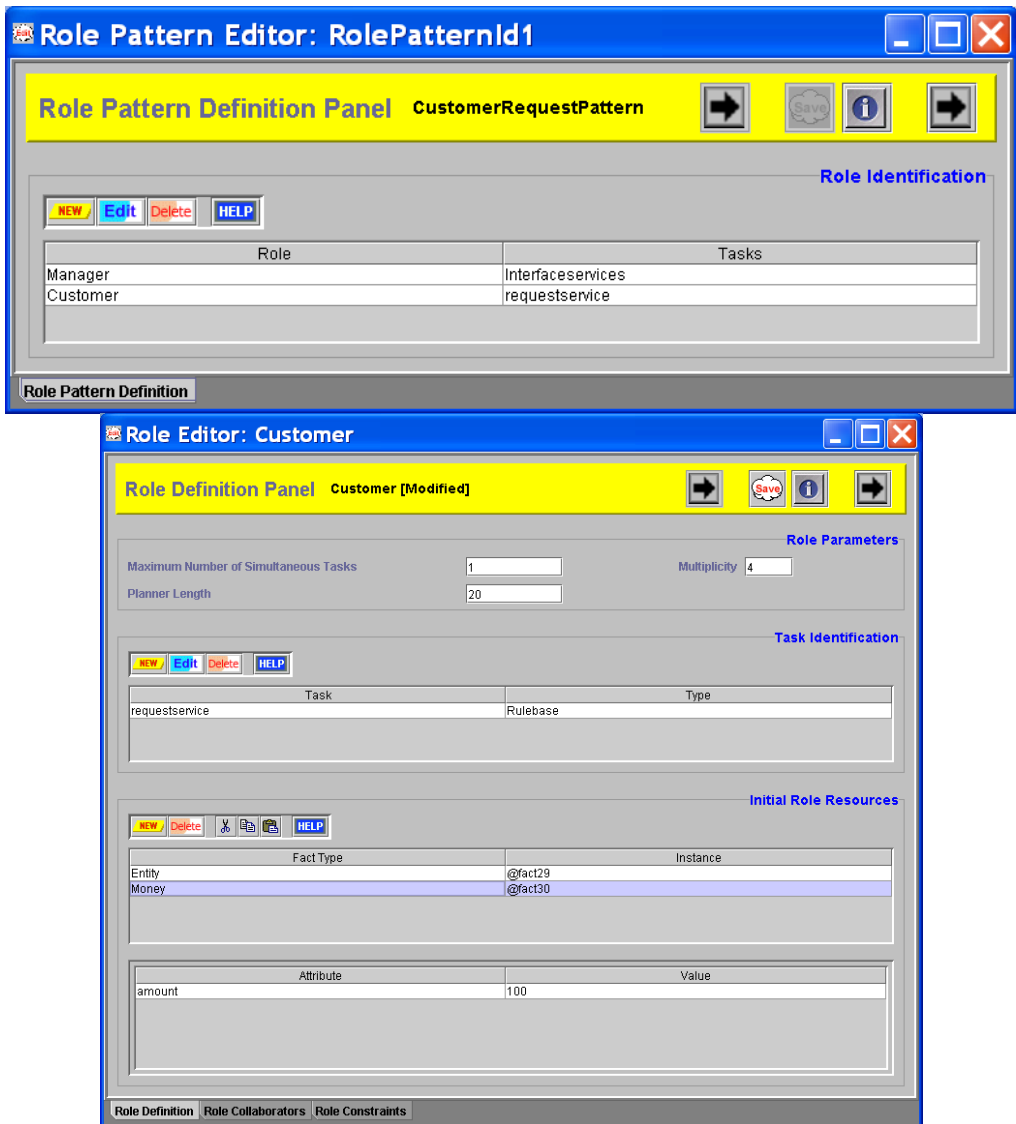 Role Pattern Editor: RolePatternId1
Role Pattern Definition Panel CustomerRequestPattern Save
Role Identification
NEW Edit Delete HELP
Role Tasks
Manager Interfaceservices
Customer requestservice
Role Pattern Definition
Role Editor: Customer
Role Definition Panel Customer [Modified] Save
Role Parameters
Maximum Number of Simultaneous Tasks 1 Multiplicity 4
Planner Length 20
Task Identification
NEW Edit Delete HELP
Task Type
requestservice Rulebase
Initial Role Resources
NEW Delete HELP
Fact Type Instance
Entity @fact29
Money @fact30
Attribute Value
amount 100
Role Definition Role Collaborators Role Constraints